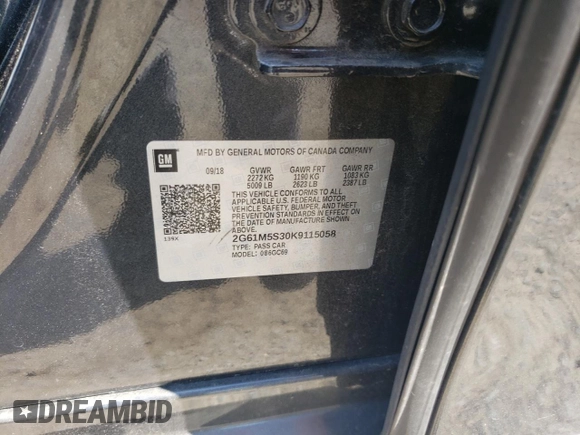 MFD BY GENERAL MOTORS OF CANADA COMPANY
GM
09/18 GVWR GAWR FRT GAWR RR
2272 KG 1190 KG 1083 KG
5009 LB 2623 LB 2387 LB
THIS VEHICLE CONFORMS TO ALL
APPLICABLE U.S. FEDERAL MOTOR
VEHICLE SAFETY, BUMPER, AND THEFT
PREVENTION STANDARDS IN EFFECT ON
THE DATE OF MANUFACTURE SHOWN
ABOVE.
139X
2G61M5S30K9115058
TYPE: PASS CAR
MODEL: 0B6GC69
DREAMBID